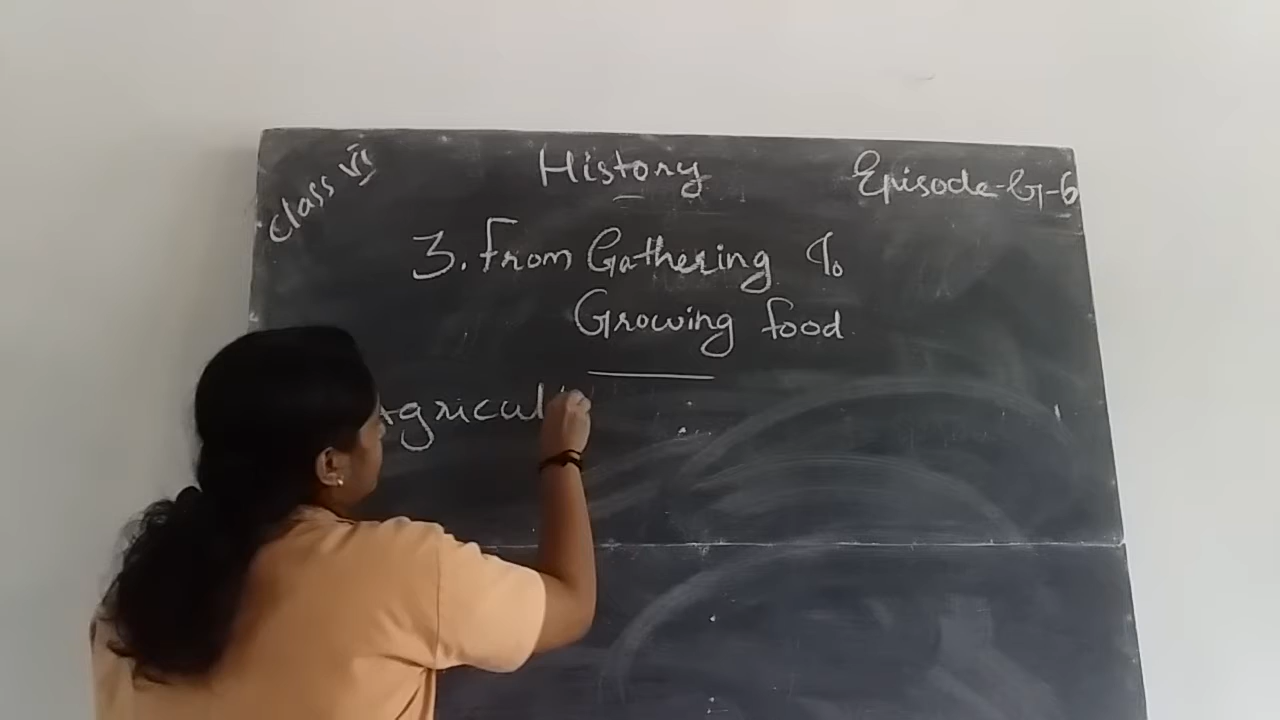 Class VI
History
Episode-G-6
3. From Gathering to
Growing food
Agricul